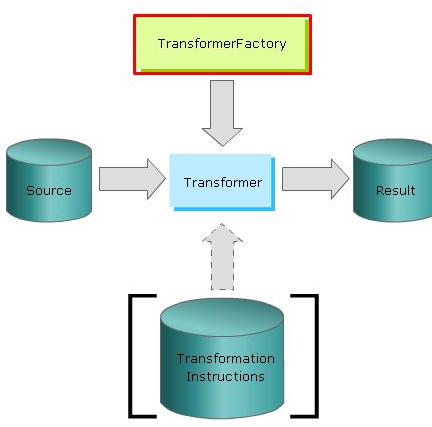 TransformerFactory
Source
Transformer
Result
Transformation
Instructions